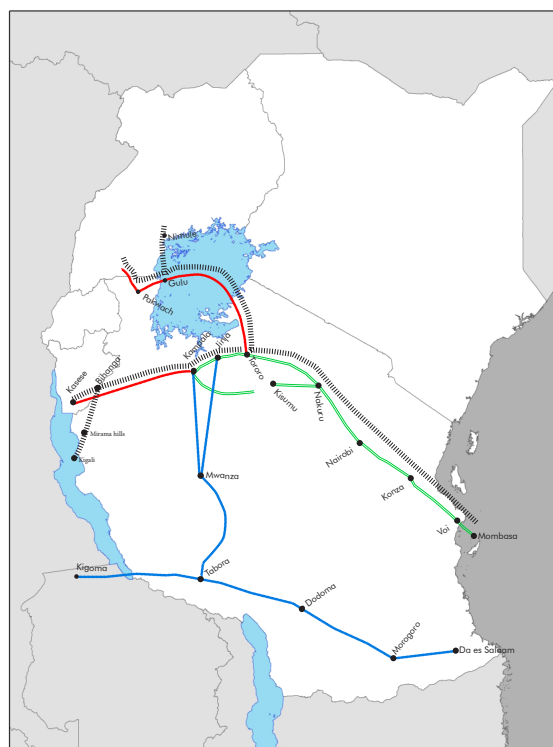 Nimule
Gulu
Pakwach
Kampala
Jinja
Tororo
Kasese
Bihanga
Kisumu
Nakuru
Mirama hills
Nairobi
Kigali
Mwanza
Konza
Voi
Mombasa
Kigoma
Tabora
Dodoma
Morogoro
Da es Salaam